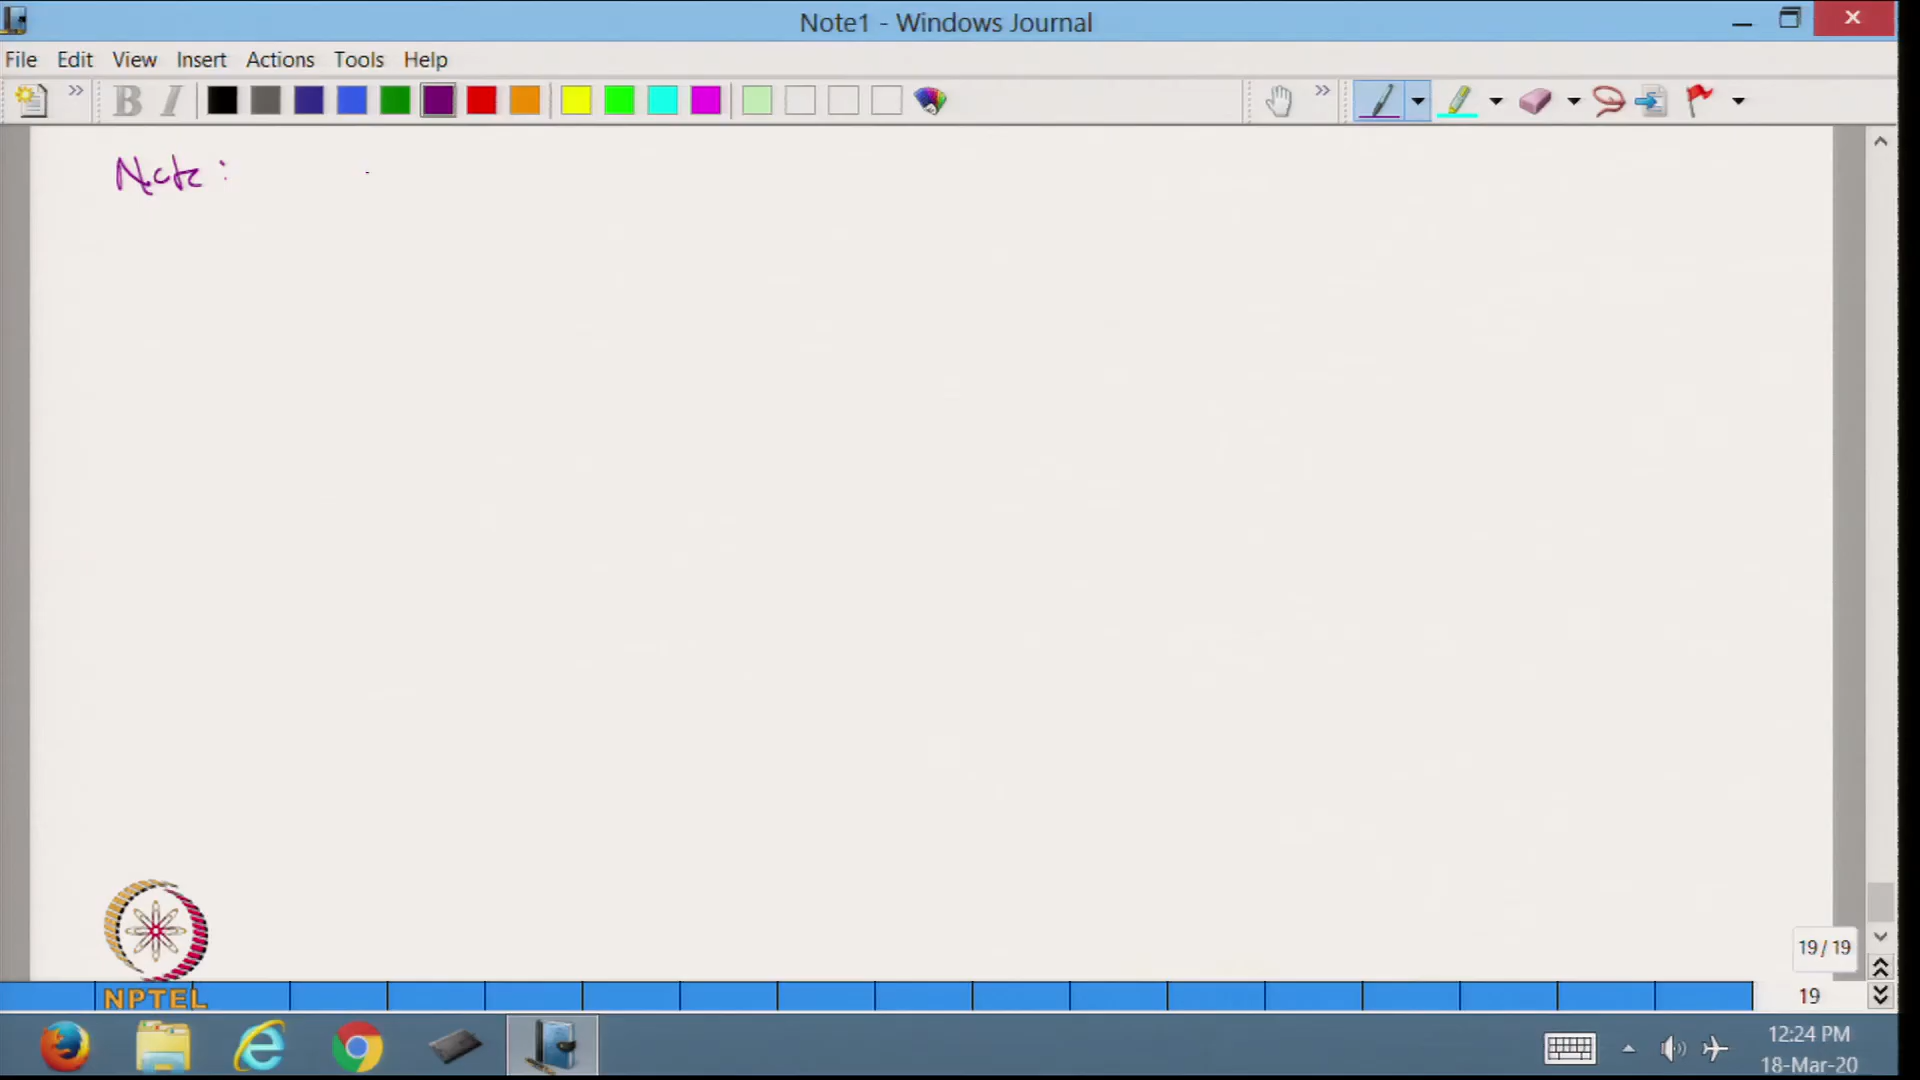 Note1 - Windows Journal
File Edit View Insert Actions Tools Help
B I
Note :
19 / 19
NPTEL
19
12:24 PM
18-Mar-20